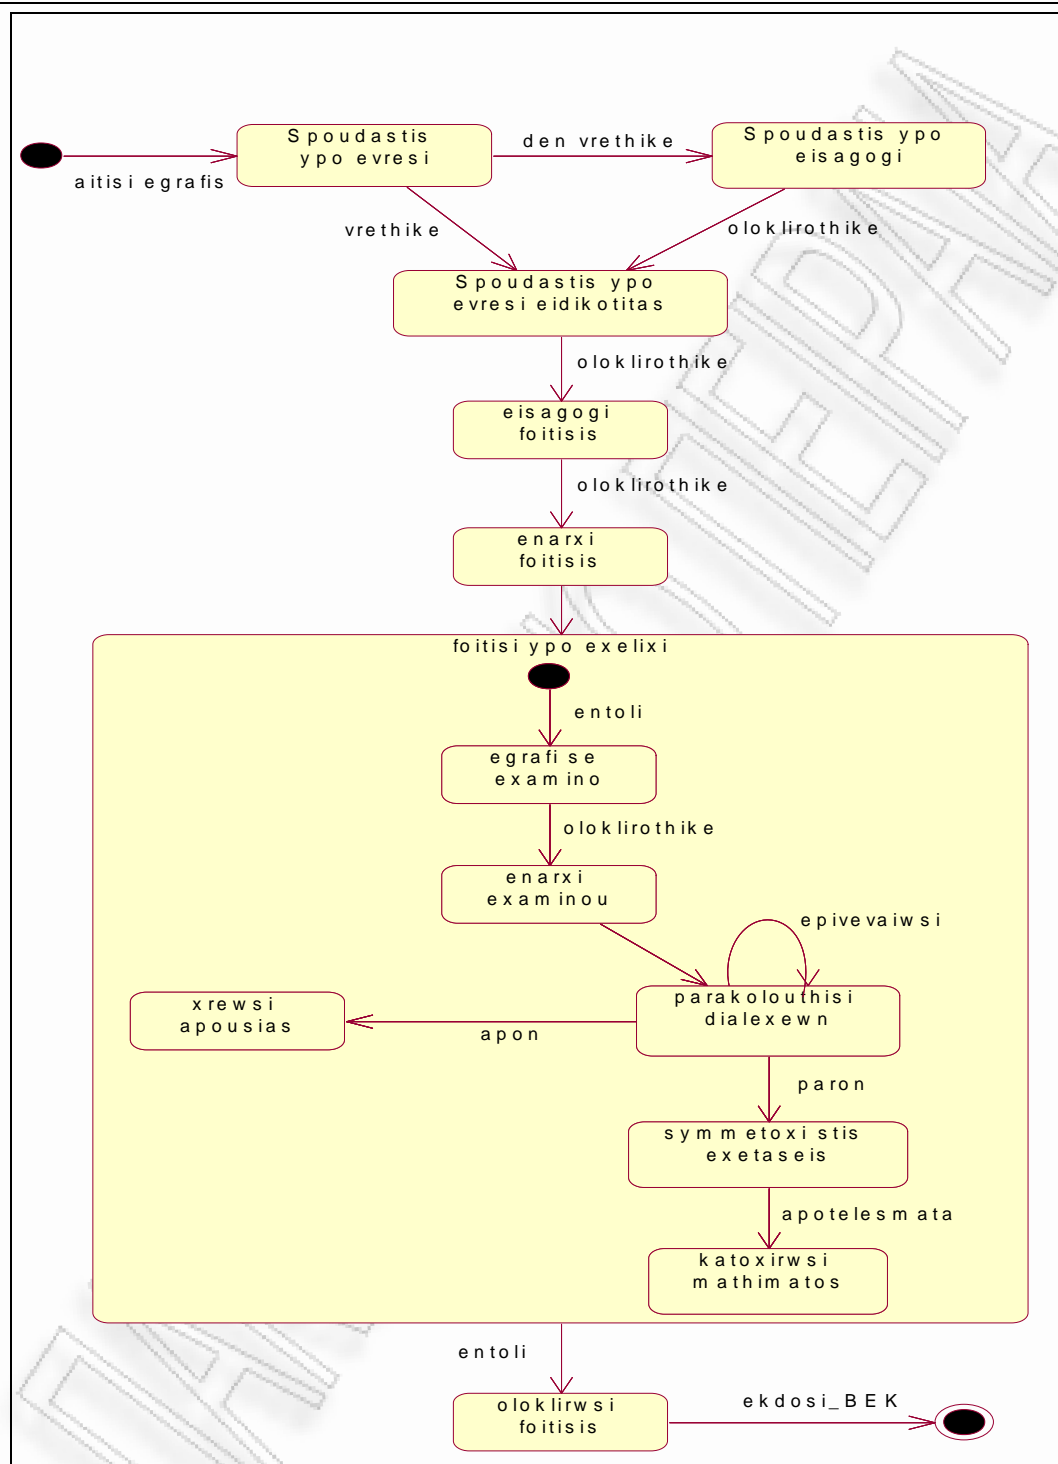 Spoudastis
ypo evresi
den vrethike
Spoudastis ypo
eisagogi
aitisi egrafis
vrethike
oloklirothike
Spoudastis ypo
evresi eidikotitas
oloklirothike
eisagogi
foitisis
oloklirothike
enarxi
foitisis
foitisi ypo exelixi
entoli
egrafi se
examino
oloklirothike
enarxi
examinou
epivevaiwsi
xrewsi
apousias
apon
parakolouthisi
dialexewn
paron
symmetoxi stis
exetaseis
apotelesmata
katoxirwsi
mathimatos
entoli
oloklirwsi
foitisis
ekdosi_BEK